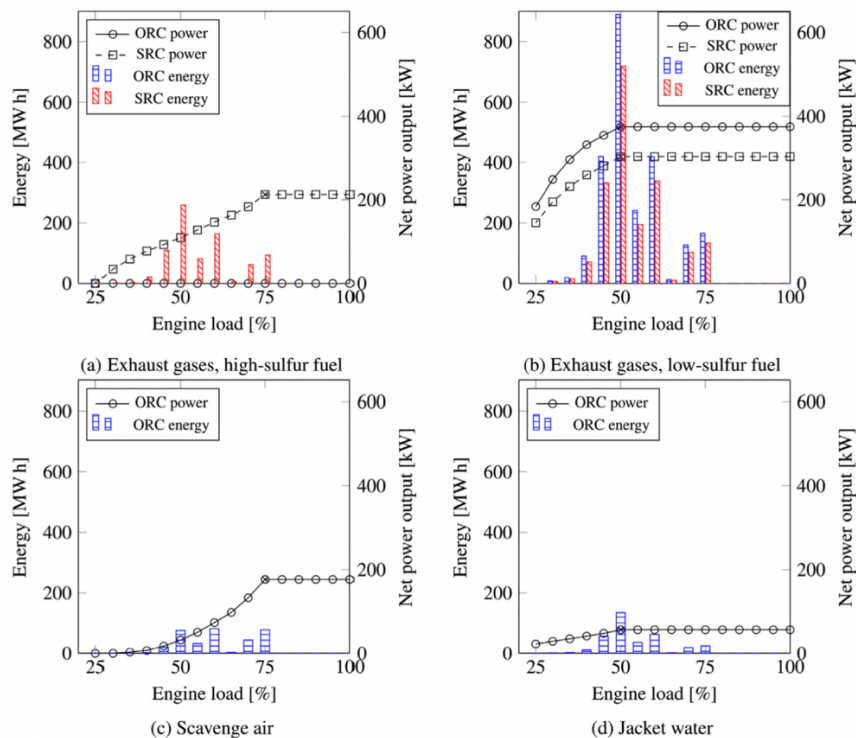 ORC power
SRC power
ORC energy
SRC energy
Energy [MW h]
Net power output [kW]
800
600
400
200
0
600
400
200
0
25
50
75
100
Engine load [%]
(a) Exhaust gases, high-sulfur fuel
ORC power
SRC power
ORC energy
SRC energy
Energy [MW h]
Net power output [kW]
800
600
400
200
0
600
400
200
0
25
50
75
100
Engine load [%]
(b) Exhaust gases, low-sulfur fuel
ORC power
ORC energy
Energy [MW h]
Net power output [kW]
800
600
400
200
0
600
400
200
0
25
50
75
100
Engine load [%]
(c) Scavenge air
ORC power
ORC energy
Energy [MW h]
Net power output [kW]
800
600
400
200
0
600
400
200
0
25
50
75
100
Engine load [%]
(d) Jacket water